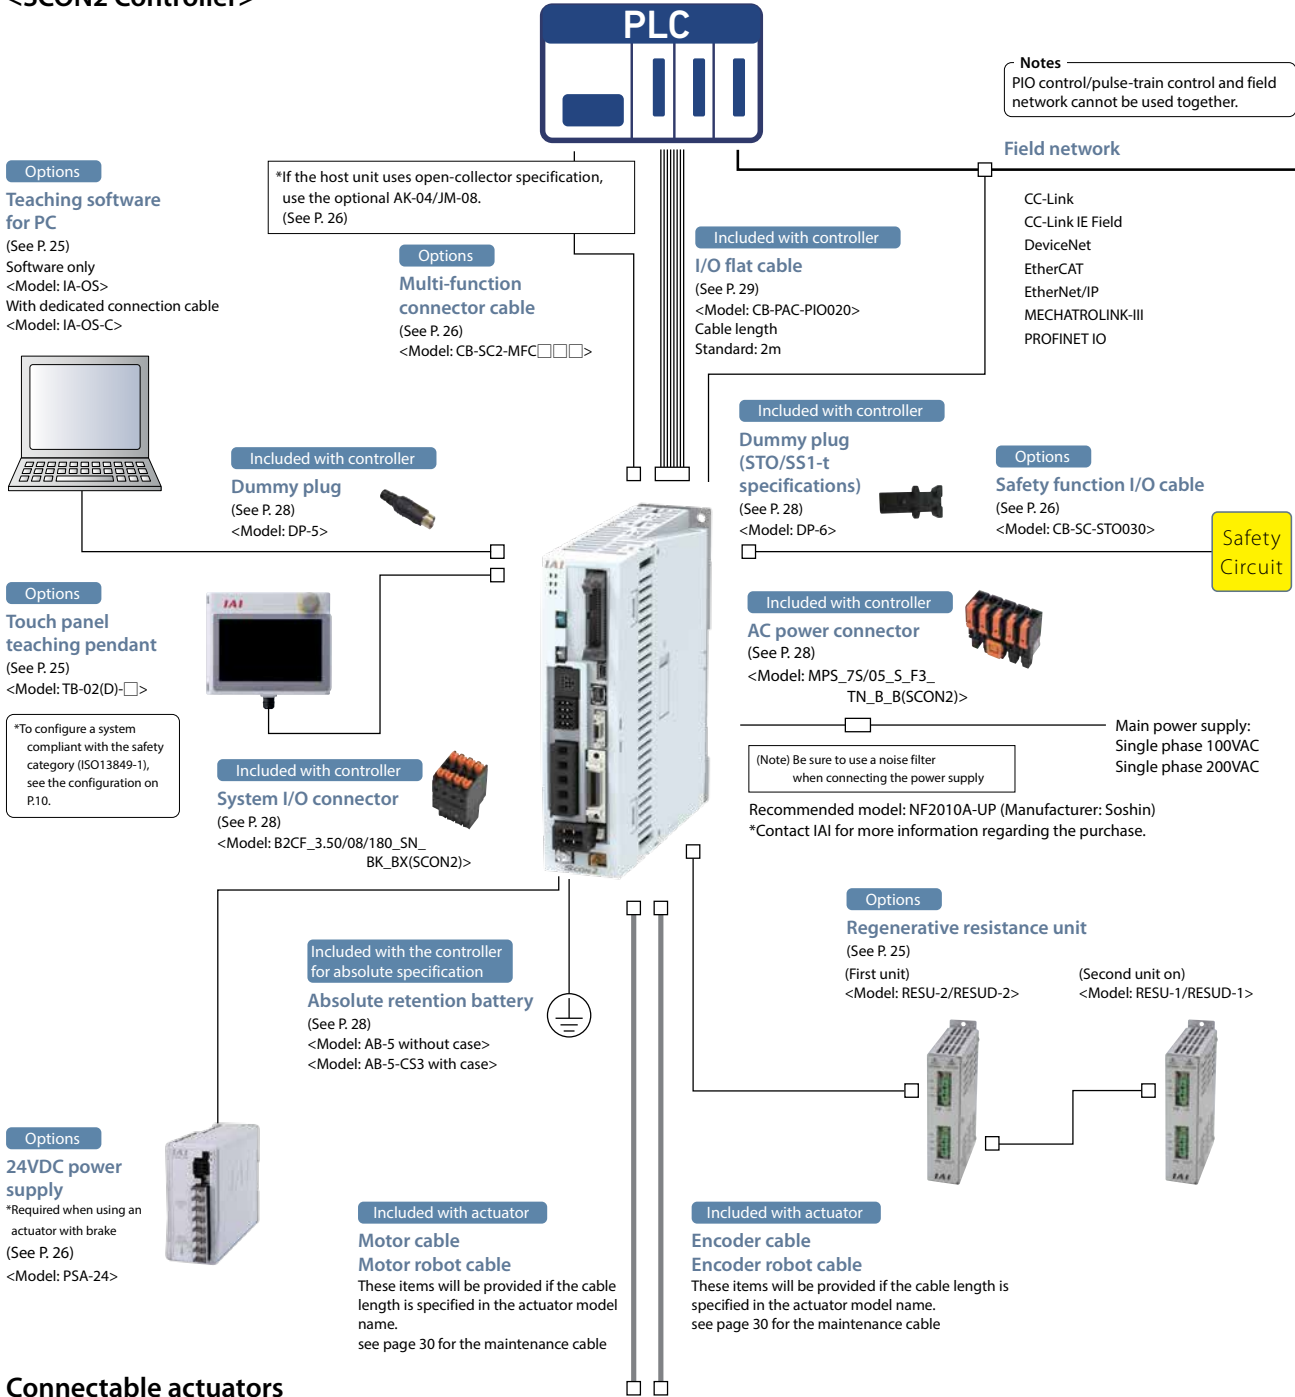 <SCON2 Controller>
PLC
Notes
PIO control/pulse-train control and field
network cannot be used together.
Field network
CC-Link
CC-Link IE Field
DeviceNet
EtherCAT
EtherNet/IP
MECHATROLINK-III
PROFINET IO
Options
Teaching software
for PC
(See P. 25)
Software only
<Model: IA-OS>
With dedicated connection cable
<Model: IA-OS-C>
*If the host unit uses open-collector specification,
use the optional AK-04/JM-08.
(See P. 26)
Options
Multi-function
connector cable
(See P. 26)
<Model: CB-SC2-MFC□□□>
Included with controller
I/O flat cable
(See P. 29)
<Model: CB-PAC-PIO020>
Cable length
Standard: 2m
Included with controller
Dummy plug
(See P. 28)
<Model: DP-5>
Included with controller
Dummy plug
(STO/SS1-t
specifications)
(See P. 28)
<Model: DP-6>
Options
Safety function I/O cable
(See P. 26)
<Model: CB-SC-STO030>
Safety
Circuit
Options
Touch panel
teaching pendant
(See P. 25)
<Model: TB-02(D)-□>
*To configure a system
compliant with the safety
category (ISO13849-1),
see the configuration on
P.10.
IAI
IAI
SCON2
Included with controller
AC power connector
(See P. 28)
<Model: MPS_7S/05_S_F3_
TN_B_B(SCON2)>
Main power supply:
Single phase 100VAC
Single phase 200VAC
(Note) Be sure to use a noise filter
when connecting the power supply
Recommended model: NF2010A-UP (Manufacturer: Soshin)
*Contact IAI for more information regarding the purchase.
Included with controller
System I/O connector
(See P. 28)
<Model: B2CF_3.50/08/180_SN_
BK_BX(SCON2)>
Included with the controller
for absolute specification
Absolute retention battery
(See P. 28)
<Model: AB-5 without case>
<Model: AB-5-CS3 with case>
Options
Regenerative resistance unit
(See P. 25)
(First unit)
<Model: RESU-2/RESUD-2>
(Second unit on)
<Model: RESU-1/RESUD-1>
IAI
IAI
Options
24VDC power
supply
*Required when using an
actuator with brake
(See P. 26)
<Model: PSA-24>
IAI
IAI
Included with actuator
Motor cable
Motor robot cable
These items will be provided if the cable
length is specified in the actuator model
name.
see page 30 for the maintenance cable
Included with actuator
Encoder cable
Encoder robot cable
These items will be provided if the cable length is
specified in the actuator model name.
see page 30 for the maintenance cable
Connectable actuators